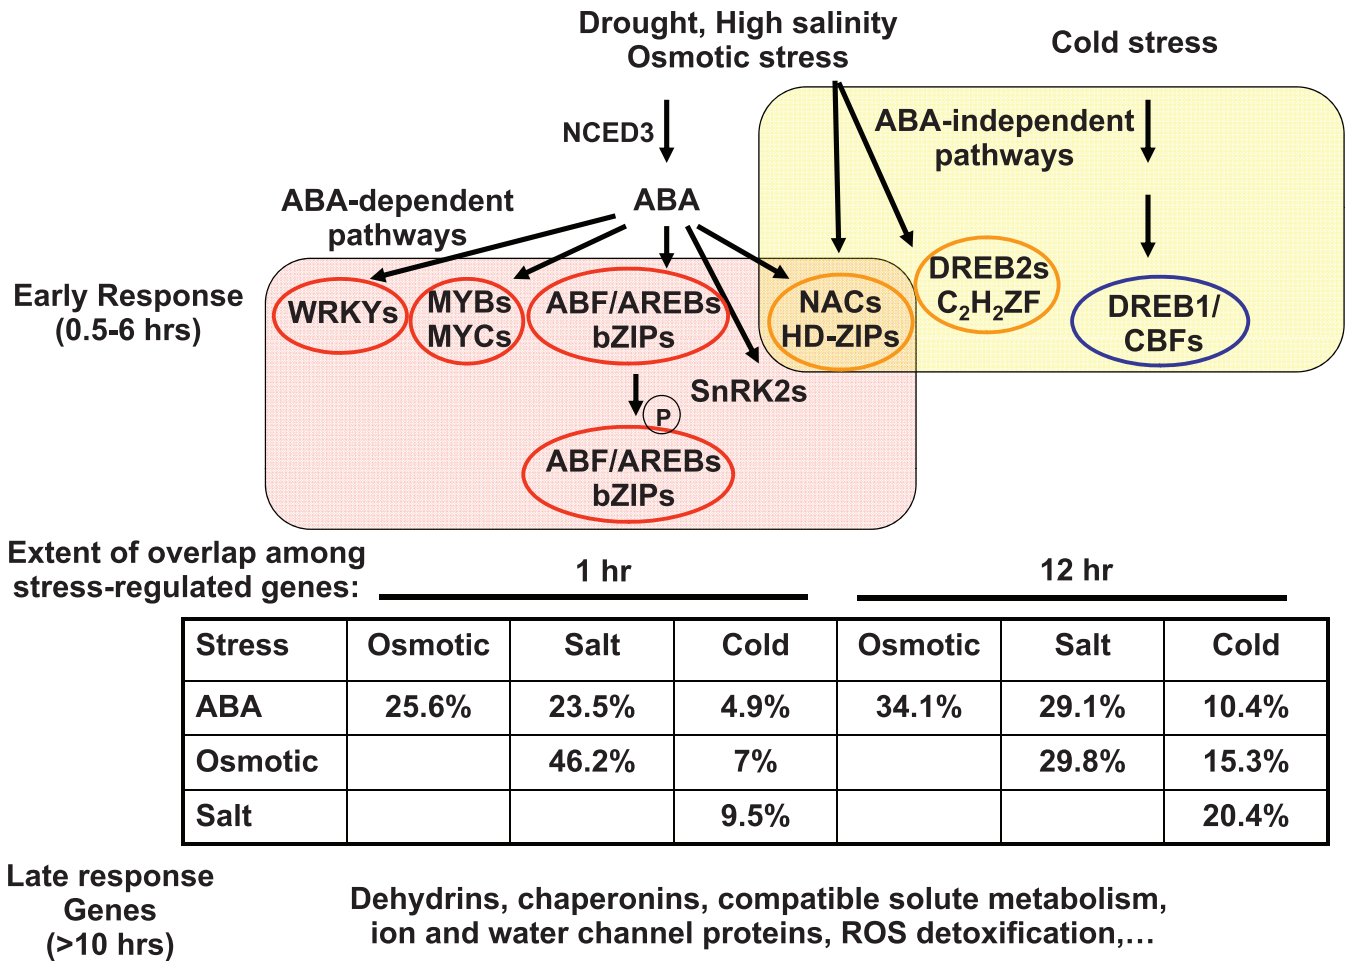 Drought, High salinity
Osmotic stress
Cold stress
NCED3
ABA-independent
pathways
ABA-dependent
pathways
ABA
Early Response
(0.5-6 hrs)
WRKYs
MYBs
MYCs
ABF/AREBs
bZIPs
NACs
HD-ZIPs
DREB2s
C₂H₂ZF
DREB1/
CBFs
SnRK2s
P
ABF/AREBs
bZIPs
Extent of overlap among
stress-regulated genes:
1 hr
12 hr
Stress Osmotic Salt Cold Osmotic Salt Cold
ABA 25.6% 23.5% 4.9% 34.1% 29.1% 10.4%
Osmotic 46.2% 7% 29.8% 15.3%
Salt 9.5% 20.4%
Late response
Genes
(>10 hrs)
Dehydrins, chaperonins, compatible solute metabolism,
ion and water channel proteins, ROS detoxification,...